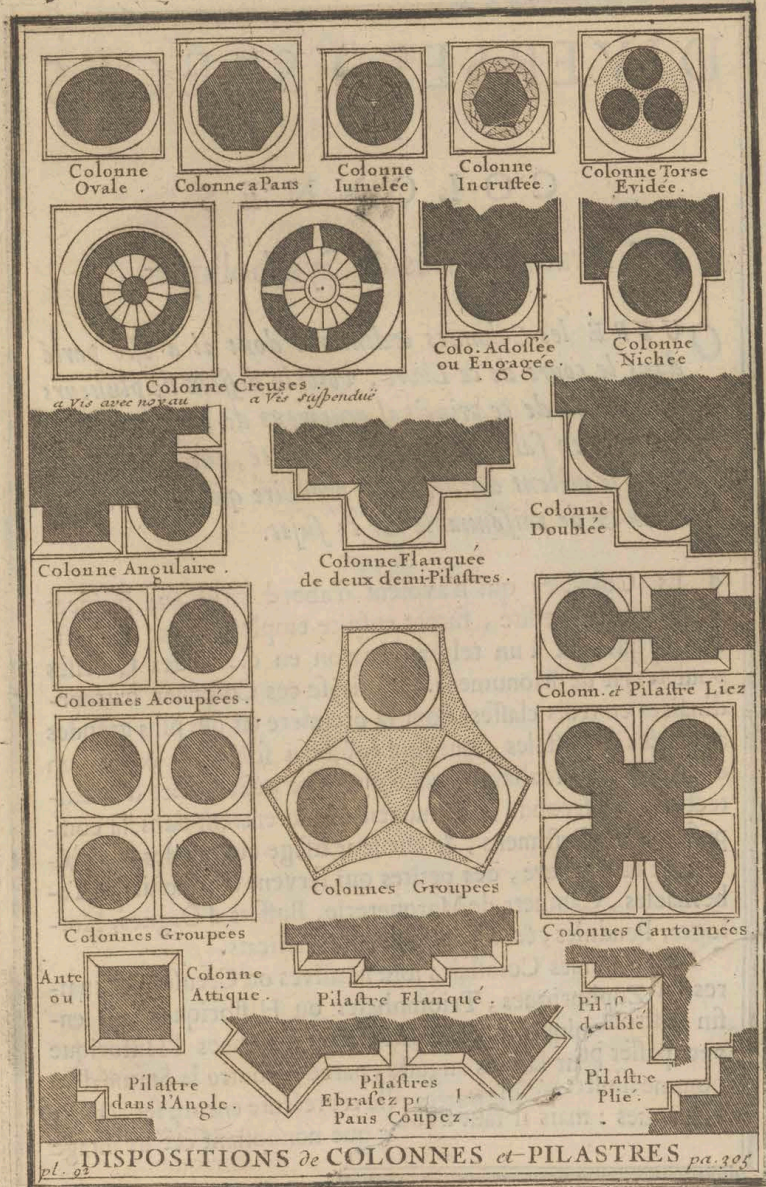 Colonne
Ovale .
Colonne a Pans .
Colonne
Iumelée .
Colonne
Incrustée .
Colonne Torse
Evidée .
Colonne Creuses .
a Vis avec noyau
a Vis suspenduë
Colo. Adossée
ou Engagée .
Colonne
Nichée
Colonne Angulaire .
Colonne Flanquée
de deux demi-Pilastres .
Colonne
Doublée
Colonnes Acouplées .
Colonn. et Pilastre Liez
Colonnes Groupées
Colonnes Groupees
Colonnes Cantonnées.
Ante
ou
Colonne
Attique .
Pilastre Flanqué .
doublé
Pilastre
dans l'Angle .
Pilastres
Ebrasez
Pans Coupez .
Pilastre
Plié .
DISPOSITIONS de COLONNES et PILASTRES
pl. 92
pa. 305